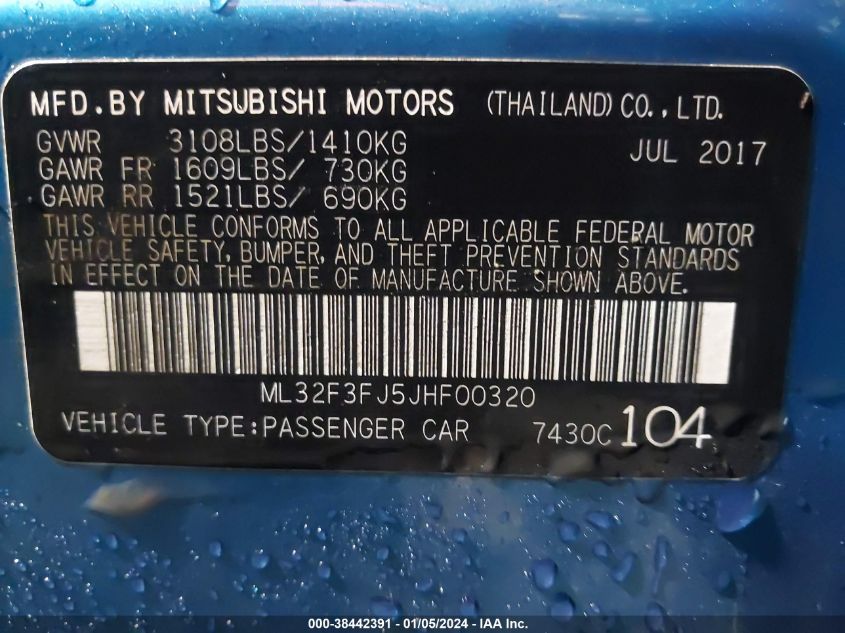 MFD.BY MITSUBISHI MOTORS (THAILAND) CO., LTD.
GVWR 3108LBS/1410KG JUL 2017
GAWR FR 1609LBS/ 730KG
GAWR RR 1521LBS/ 690KG
THIS VEHICLE CONFORMS TO ALL APPLICABLE FEDERAL MOTOR
VEHICLE SAFETY, BUMPER, AND THEFT PREVENTION STANDARDS
IN EFFECT ON THE DATE OF MANUFACTURE SHOWN ABOVE.
ML32F3FJ5JHF00320
VEHICLE TYPE:PASSENGER CAR 7430C 104
000-38442391 - 01/05/2024 - IAA Inc.